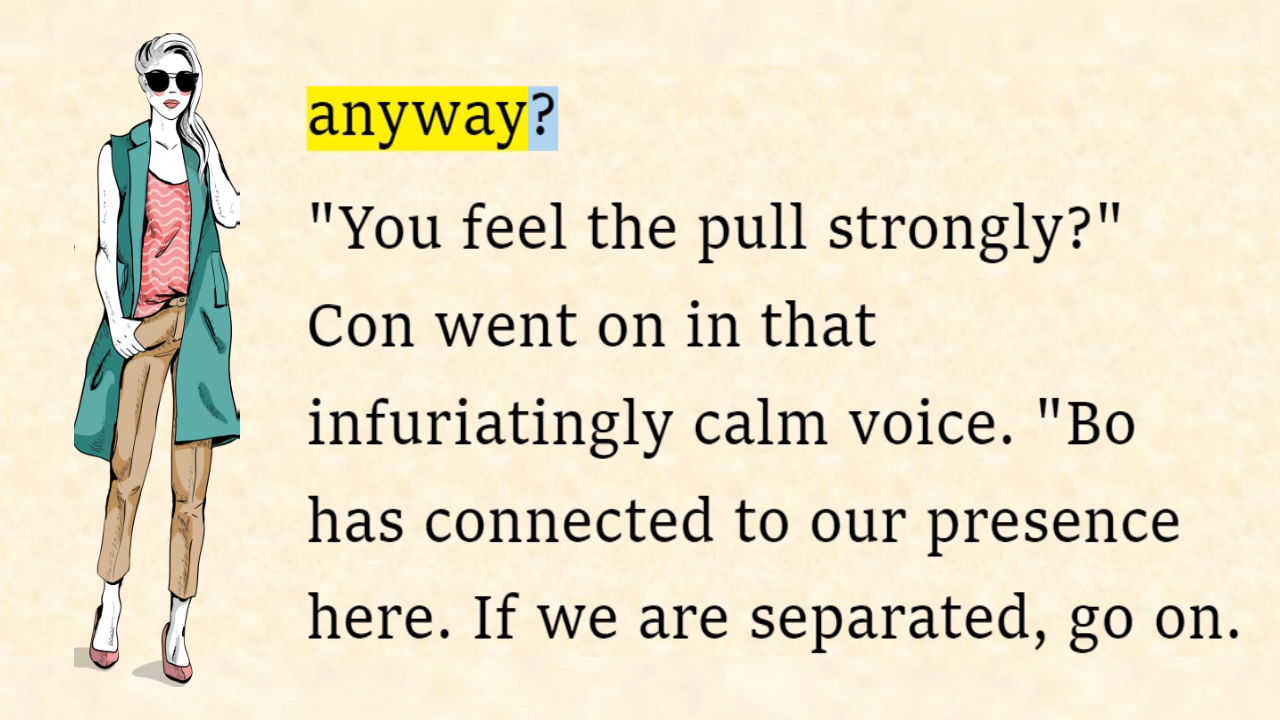 anyway?
"You feel the pull strongly?"
Con went on in that
infuriatingly calm voice. "Bo
has connected to our presence
here. If we are separated, go on.